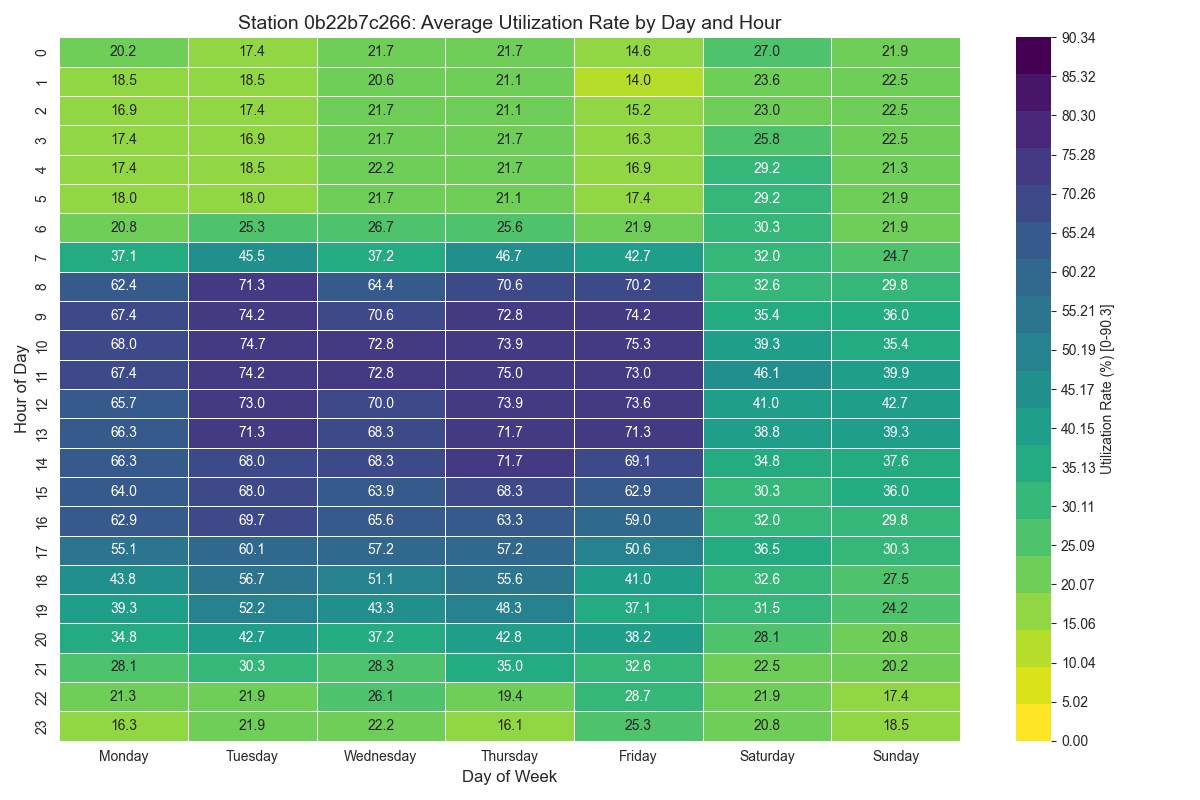 Station 0b22b7c266: Average Utilization Rate by Day and Hour
0 20.2 17.4 21.7 21.7 14.6 27.0 21.9
1 18.5 18.5 20.6 21.1 14.0 23.6 22.5
2 16.9 17.4 21.7 21.1 15.2 23.0 22.5
3 17.4 16.9 21.7 21.7 16.3 25.8 22.5
4 17.4 18.5 22.2 21.7 16.9 29.2 21.3
5 18.0 18.0 21.7 21.1 17.4 29.2 21.9
6 20.8 25.3 26.7 25.6 21.9 30.3 21.9
7 37.1 45.5 37.2 46.7 42.7 32.0 24.7
8 62.4 71.3 64.4 70.6 70.2 32.6 29.8
9 67.4 74.2 70.6 72.8 74.2 35.4 36.0
10 68.0 74.7 72.8 73.9 75.3 39.3 35.4
11 67.4 74.2 72.8 75.0 73.0 46.1 39.9
12 65.7 73.0 70.0 73.9 73.6 41.0 42.7
13 66.3 71.3 68.3 71.7 71.3 38.8 39.3
14 66.3 68.0 68.3 71.7 69.1 34.8 37.6
15 64.0 68.0 63.9 68.3 62.9 30.3 36.0
16 62.9 69.7 65.6 63.3 59.0 32.0 29.8
17 55.1 60.1 57.2 57.2 50.6 36.5 30.3
18 43.8 56.7 51.1 55.6 41.0 32.6 27.5
19 39.3 52.2 43.3 48.3 37.1 31.5 24.2
20 34.8 42.7 37.2 42.8 38.2 28.1 20.8
21 28.1 30.3 28.3 35.0 32.6 22.5 20.2
22 21.3 21.9 26.1 19.4 28.7 21.9 17.4
23 16.3 21.9 22.2 16.1 25.3 20.8 18.5
Monday Tuesday Wednesday Thursday Friday Saturday Sunday
Day of Week
Hour of Day
90.34
85.32
80.30
75.28
70.26
65.24
60.22
55.21
50.19
45.17
40.15
35.13
30.11
25.09
20.07
15.06
10.04
5.02
0.00
Utilization Rate (%) [0-90.3]